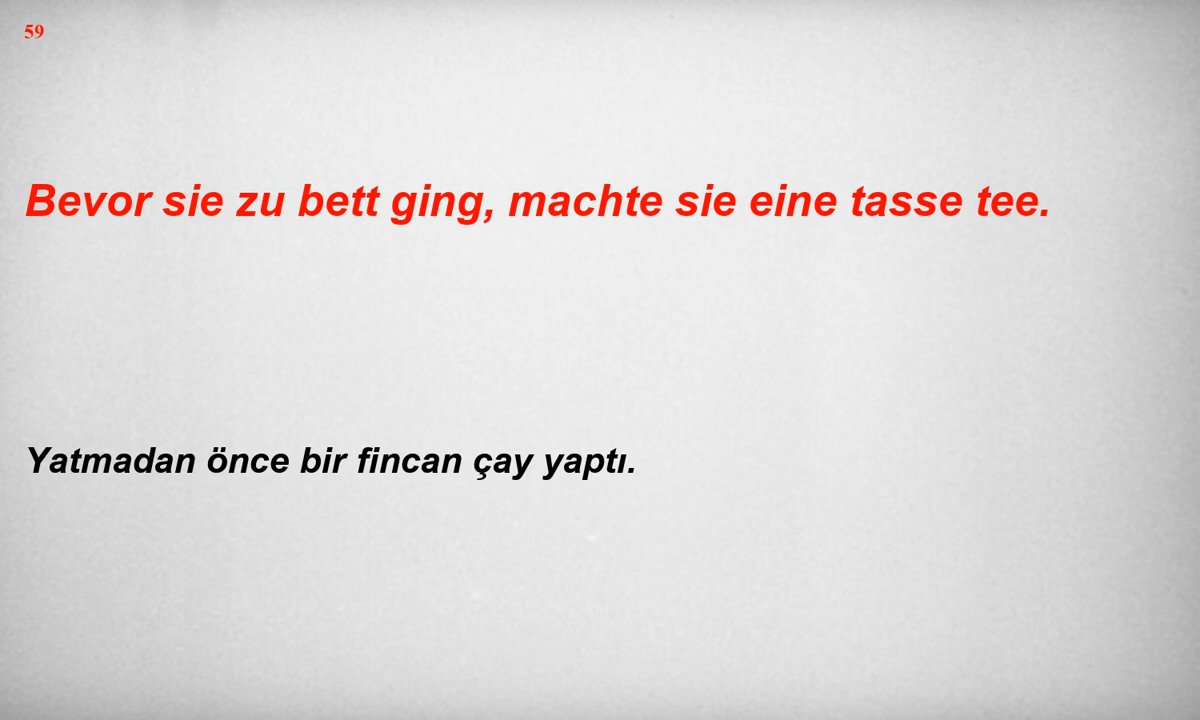 59
Bevor sie zu bett ging, machte sie eine tasse tee.
Yatmadan önce bir fincan çay yaptı.